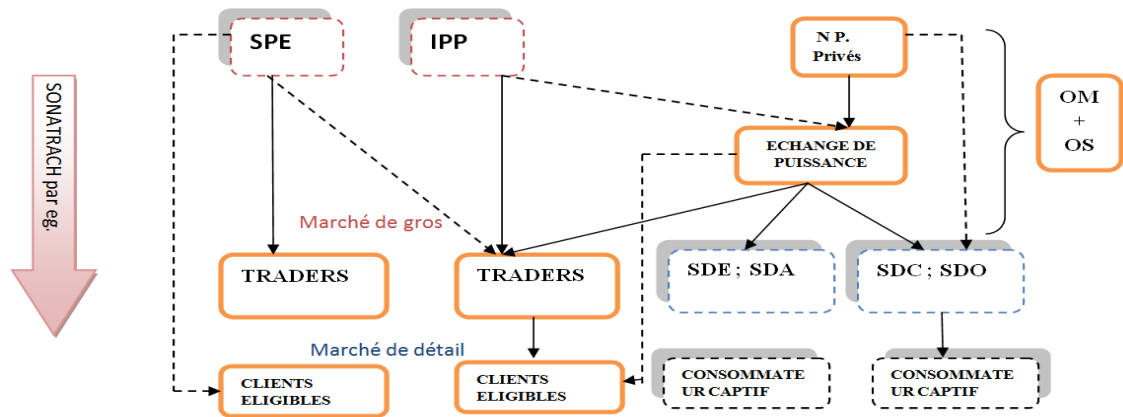 SPE
IPP
N P.
Privés
OM
+
OS
SONATRACH par eg.
ECHANGE DE
PUISSANCE
Marché de gros
TRADERS
TRADERS
SDE ; SDA
SDC ; SDO
Marché de détail
CLIENTS
ELIGIBLES
CLIENTS
ELIGIBLES
CONSOMMATE
UR CAPTIF
CONSOMMATE
UR CAPTIF